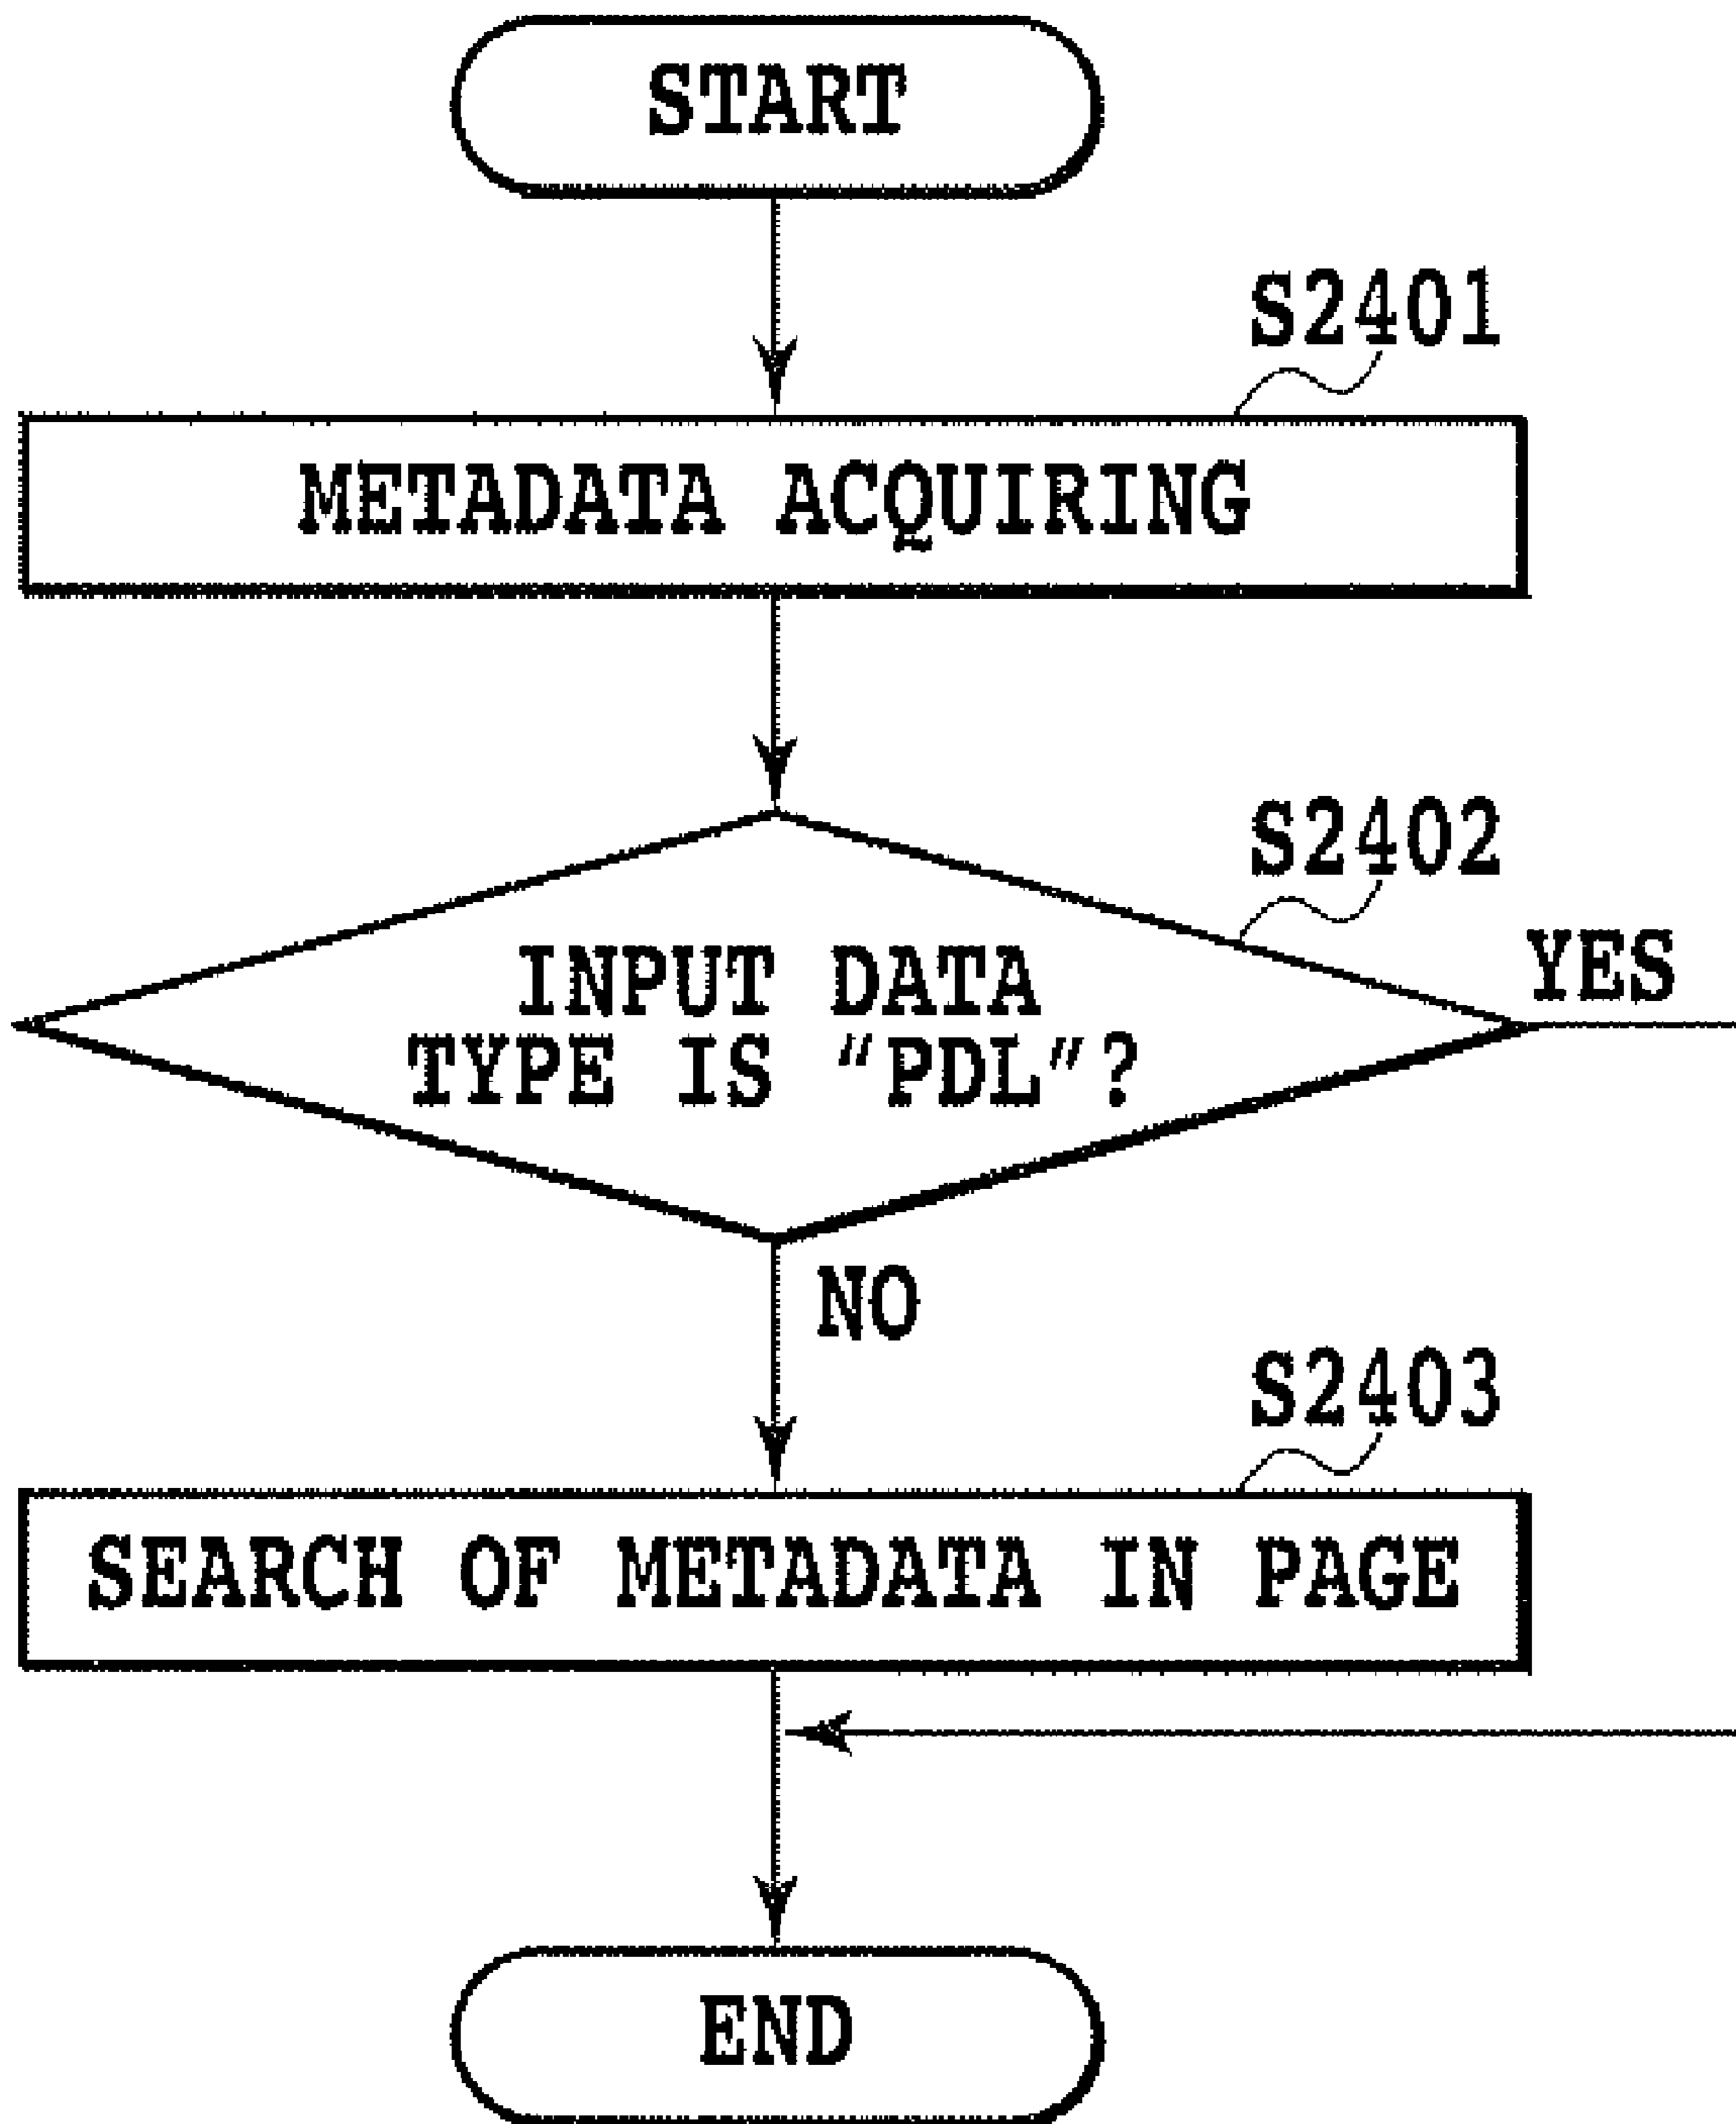 START
S2401
METADATA ACQUIRING
S2402
YES
INPUT DATA
TYPE IS "PDL"?
NO
S2403
SEARCH OF METADATA IN PAGE
END